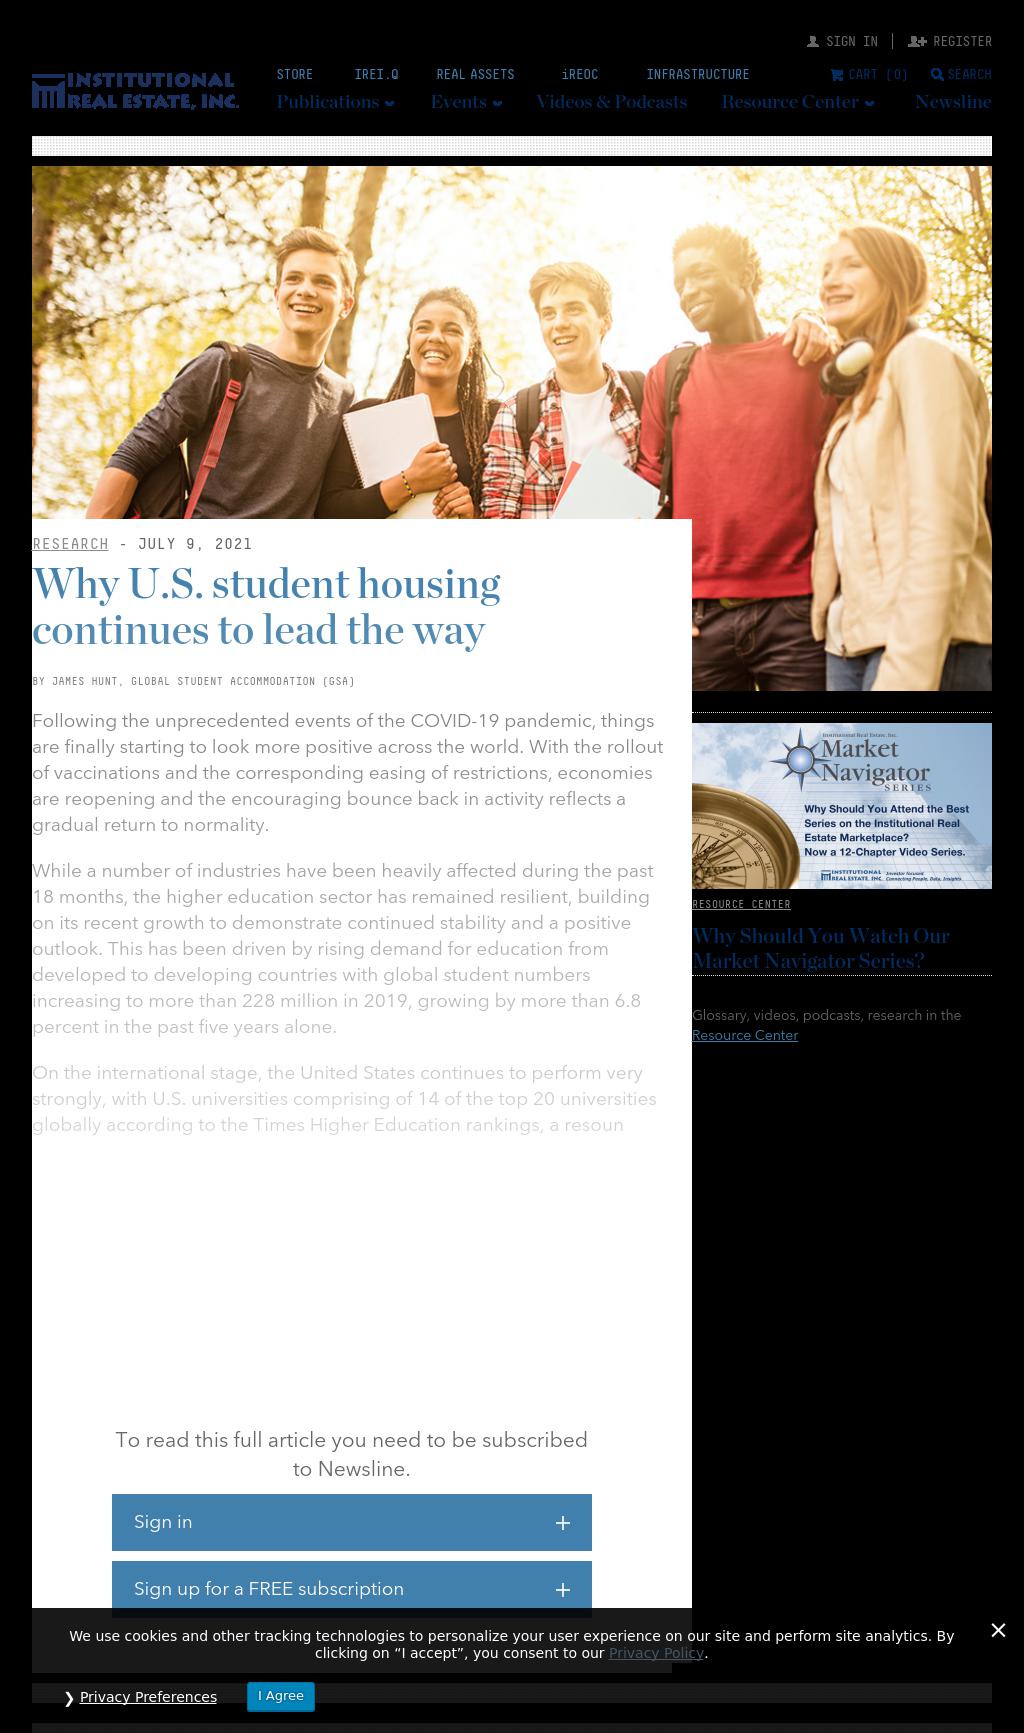 SIGN IN
REGISTER
INSTITUTIONAL
REAL ESTATE, INC.
STORE
IREI.Q
REAL ASSETS
iREOC
INFRASTRUCTURE
CART (0)
SEARCH
Publications
Events
Videos & Podcasts
Resource Center
Newsline
RESEARCH - JULY 9, 2021
Why U.S. student housing
continues to lead the way
BY JAMES HUNT, GLOBAL STUDENT ACCOMMODATION (GSA)
Following the unprecedented events of the COVID-19 pandemic, things
are finally starting to look more positive across the world. With the rollout
of vaccinations and the corresponding easing of restrictions, economies
are reopening and the encouraging bounce back in activity reflects a
gradual return to normality.
While a number of industries have been heavily affected during the past
18 months, the higher education sector has remained resilient, building
on its recent growth to demonstrate continued stability and a positive
outlook. This has been driven by rising demand for education from
developed to developing countries with global student numbers
increasing to more than 228 million in 2019, growing by more than 6.8
percent in the past five years alone.
On the international stage, the United States continues to perform very
strongly, with U.S. universities comprising of 14 of the top 20 universities
globally according to the Times Higher Education rankings, a resoun
Institutional Real Estate, Inc.
Market
Navigator
SERIES
Why Should You Attend the Best
Series on the Institutional Real
Estate Marketplace?
Now a 12-Chapter Video Series.
INSTITUTIONAL
REAL ESTATE, INC.
Investor focused
Connecting People, Data, Insights
RESOURCE CENTER
Why Should You Watch Our
Market Navigator Series?
Glossary, videos, podcasts, research in the
Resource Center
To read this full article you need to be subscribed
to Newsline.
Sign in
Sign up for a FREE subscription
We use cookies and other tracking technologies to personalize your user experience on our site and perform site analytics. By
clicking on “I accept”, you consent to our Privacy Policy.
❯ Privacy Preferences
I Agree